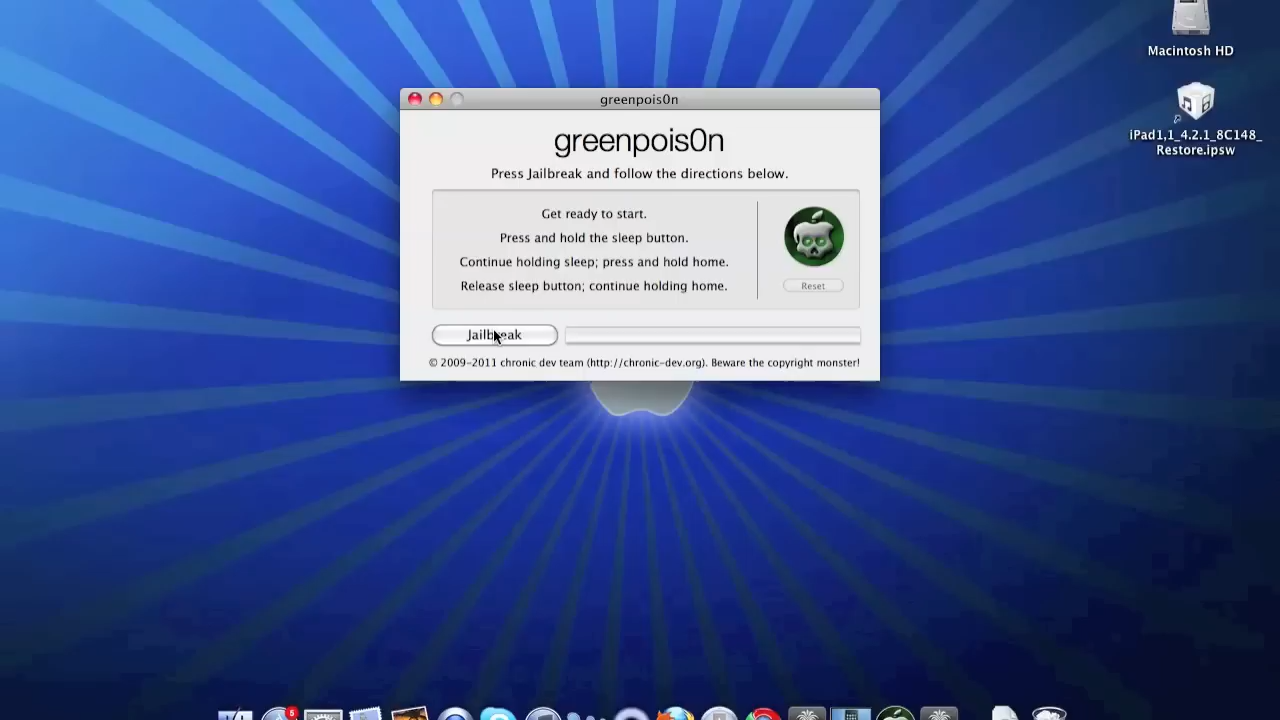 Macintosh HD
iPad1,1_4.2.1_8C148_
Restore.ipsw
greenpois0n
greenpois0n
Press Jailbreak and follow the directions below.
Get ready to start.
Press and hold the sleep button.
Continue holding sleep; press and hold home.
Release sleep button; continue holding home.
Reset
Jailbreak
© 2009-2011 chronic dev team (http://chronic-dev.org). Beware the copyright monster!
5